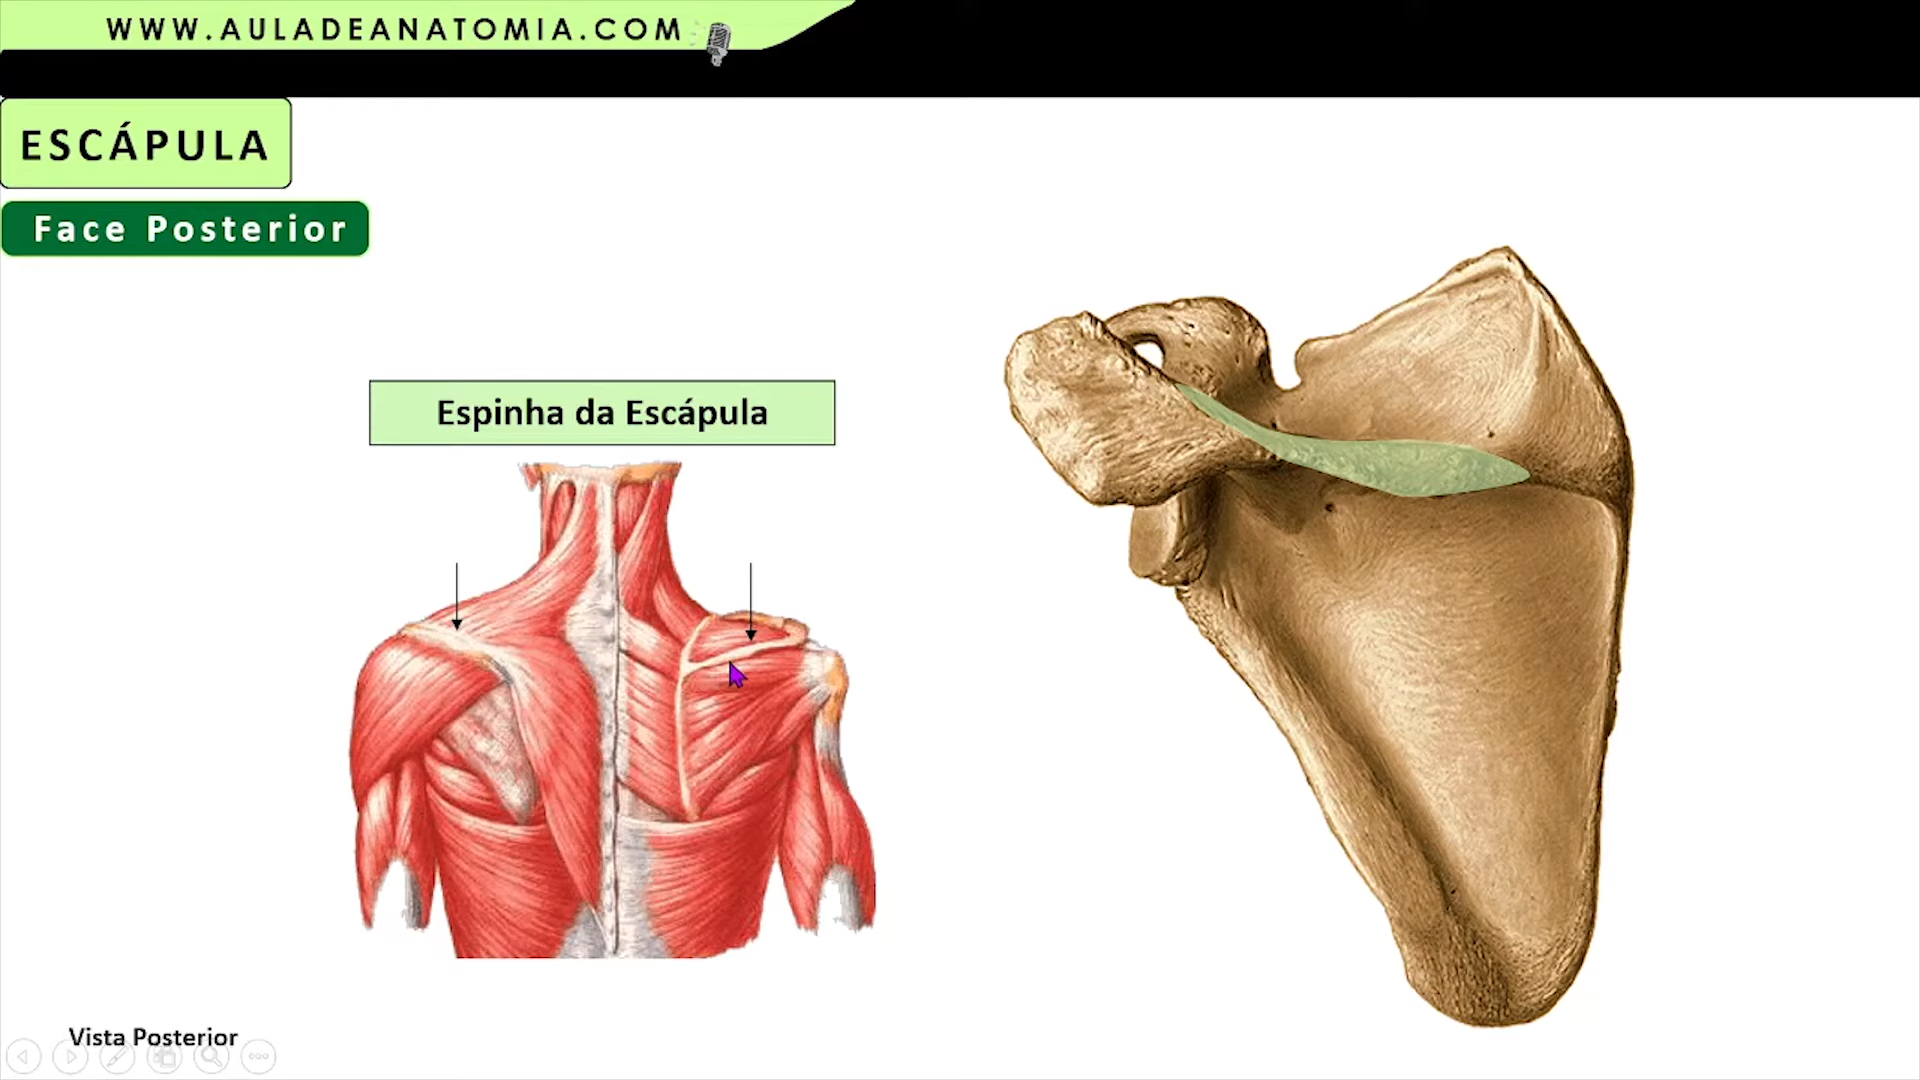 WWW.AULADEANATOMIA.COM
ESCÁPULA
Face Posterior
Espinha da Escápula
Vista Posterior